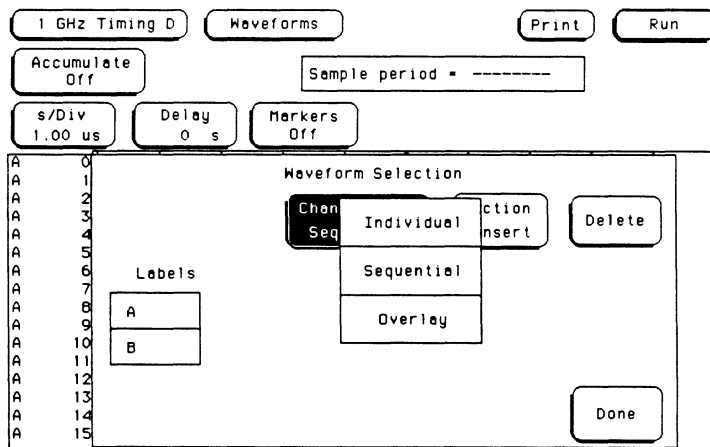 1 GHz Timing D Waveforms Print Run
Accumulate
Off
Sample period = --------
s/Div
1.00 us
Delay
0 s
Markers
Off
Waveform Selection
A 0
A 1
A 2
A 3
A 4
A 5
A 6
A 7
A 8
A 9
A 10
A 11
A 12
A 13
A 14
A 15
Chan
Seq
Individual
Sequential
Overlay
ction
nsert
Delete
Labels
A
B
Done